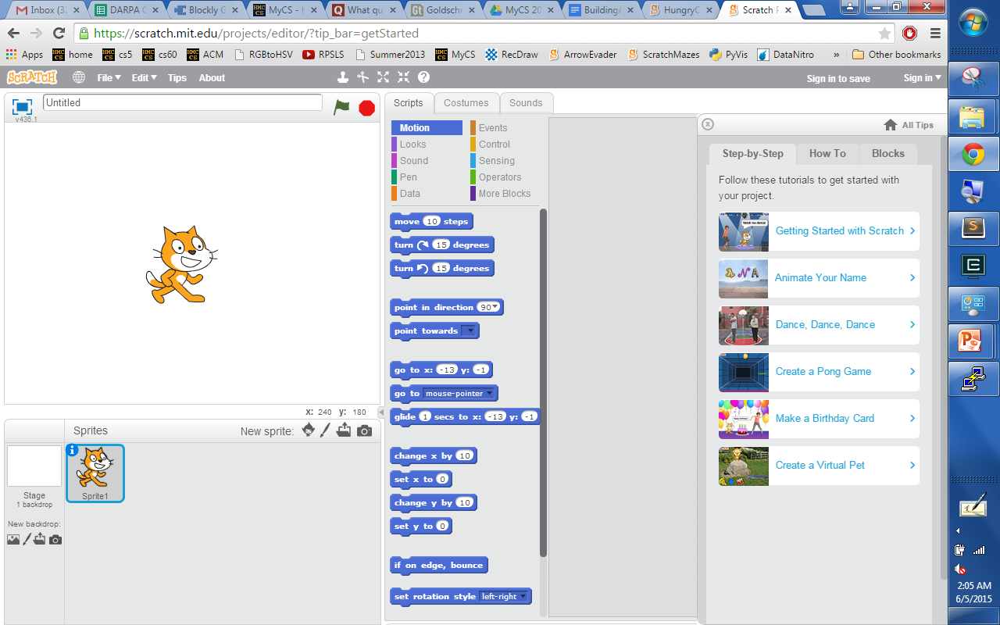 Inbox (3
DARPA C
Blockly G
MyCS - H
What qu
Goldschi
MyCS 20
BuildingA
HungryC
Scratch P
https://scratch.mit.edu/projects/editor/?tip_bar=getStarted
Apps home cs5 cs60 ACM RGBtoHSV RPSLS Summer2013 MyCS RecDraw ArrowEvader ScratchMazes PyVis DataNitro » Other bookmarks
SCRATCH File Edit Tips About Sign in to save Sign in
Untitled
v436.1
x: 240 y: 180
Sprites New sprite:
Stage
1 backdrop
New backdrop:
Sprite1
Scripts Costumes Sounds
Motion Events
Looks Control
Sound Sensing
Pen Operators
Data More Blocks
move 10 steps
turn 15 degrees
turn 15 degrees
point in direction 90
point towards
go to x: -13 y: -1
go to mouse-pointer
glide 1 secs to x: -13 y: -1
change x by 10
set x to 0
change y by 10
set y to 0
if on edge, bounce
set rotation style left-right
All Tips
Step-by-Step How To Blocks
Follow these tutorials to get started with
your project.
Getting Started with Scratch
Animate Your Name
Dance, Dance, Dance
Create a Pong Game
Make a Birthday Card
Create a Virtual Pet
2:05 AM
6/5/2015